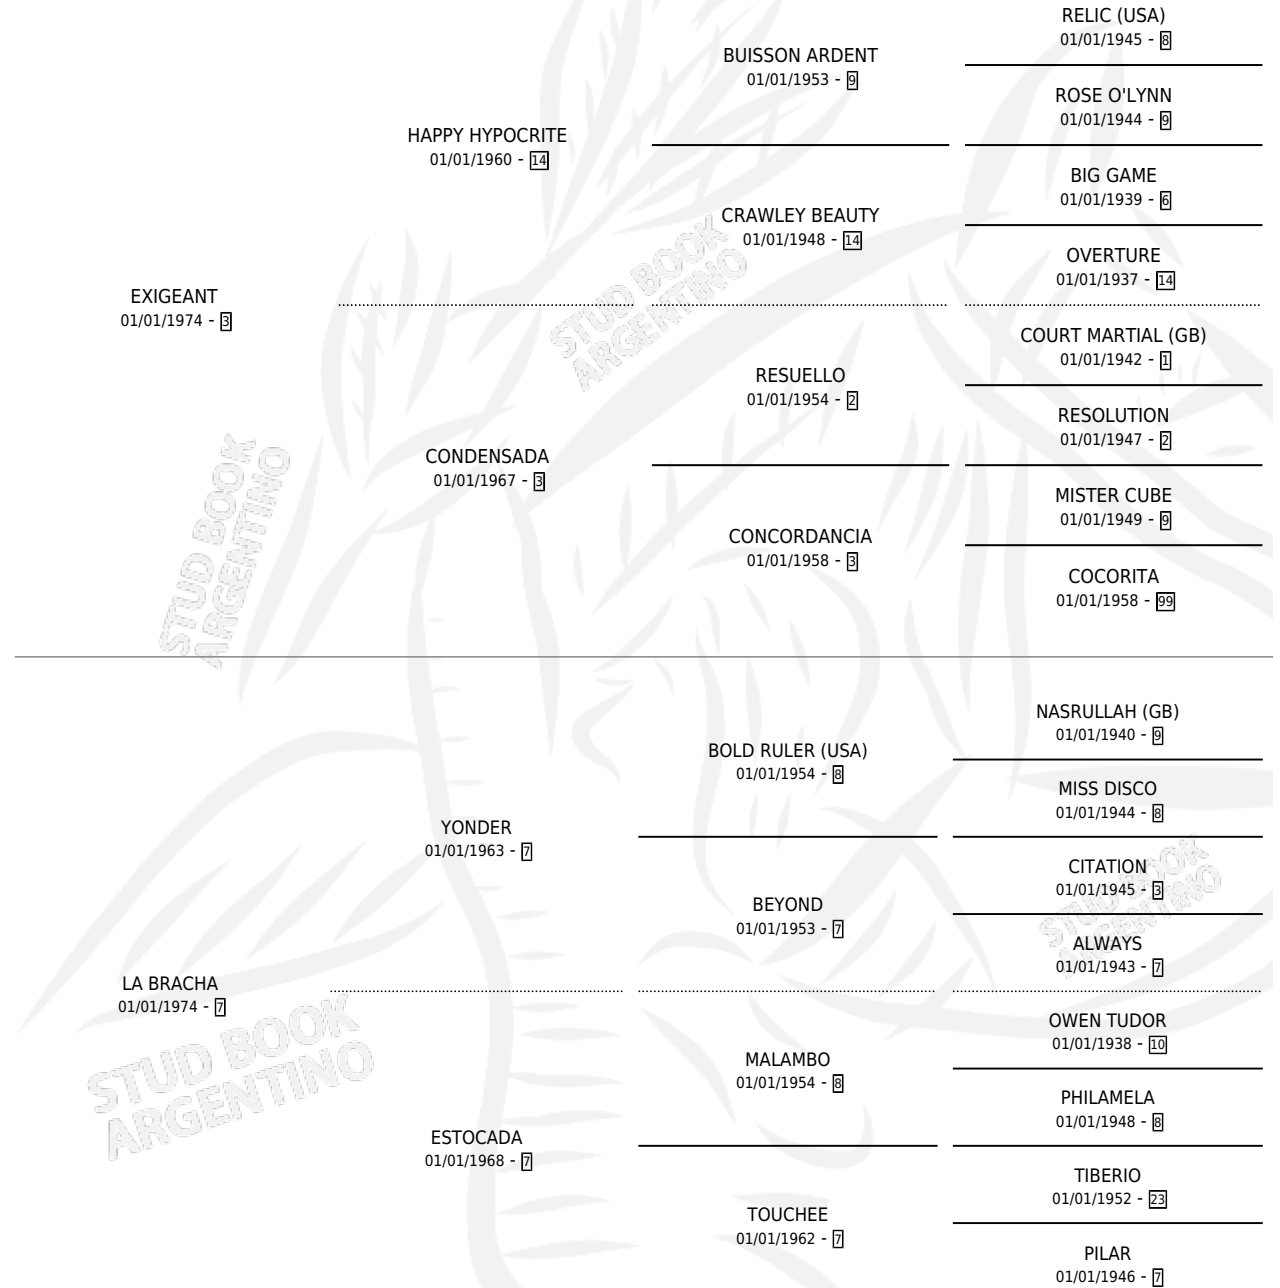 RELIC (USA)
01/01/1945 - 8
BUISSON ARDENT
01/01/1953 - 9
ROSE O'LYNN
01/01/1944 - 9
HAPPY HYPOCRITE
01/01/1960 - 14
BIG GAME
01/01/1939 - 6
CRAWLEY BEAUTY
01/01/1948 - 14
OVERTURE
01/01/1937 - 14
EXIGEANT
01/01/1974 - 3
COURT MARTIAL (GB)
01/01/1942 - 1
RESUELLO
01/01/1954 - 2
RESOLUTION
01/01/1947 - 2
CONDENSADA
01/01/1967 - 3
MISTER CUBE
01/01/1949 - 9
CONCORDANCIA
01/01/1958 - 3
COCORITA
01/01/1958 - 99
STUD BOOK
ARGENTINO
STUD BOOK
ARGENTINO
NASRULLAH (GB)
01/01/1940 - 9
BOLD RULER (USA)
01/01/1954 - 8
MISS DISCO
01/01/1944 - 8
YONDER
01/01/1963 - 7
CITATION
01/01/1945 - 3
BEYOND
01/01/1953 - 7
ALWAYS
01/01/1943 - 7
LA BRACHA
01/01/1974 - 7
OWEN TUDOR
01/01/1938 - 10
MALAMBO
01/01/1954 - 8
PHILAMELA
01/01/1948 - 8
ESTOCADA
01/01/1968 - 7
TIBERIO
01/01/1952 - 23
TOUCHEE
01/01/1962 - 7
PILAR
01/01/1946 - 7
STUD BOOK
ARGENTINO
STUD BOOK
ARGENTINO